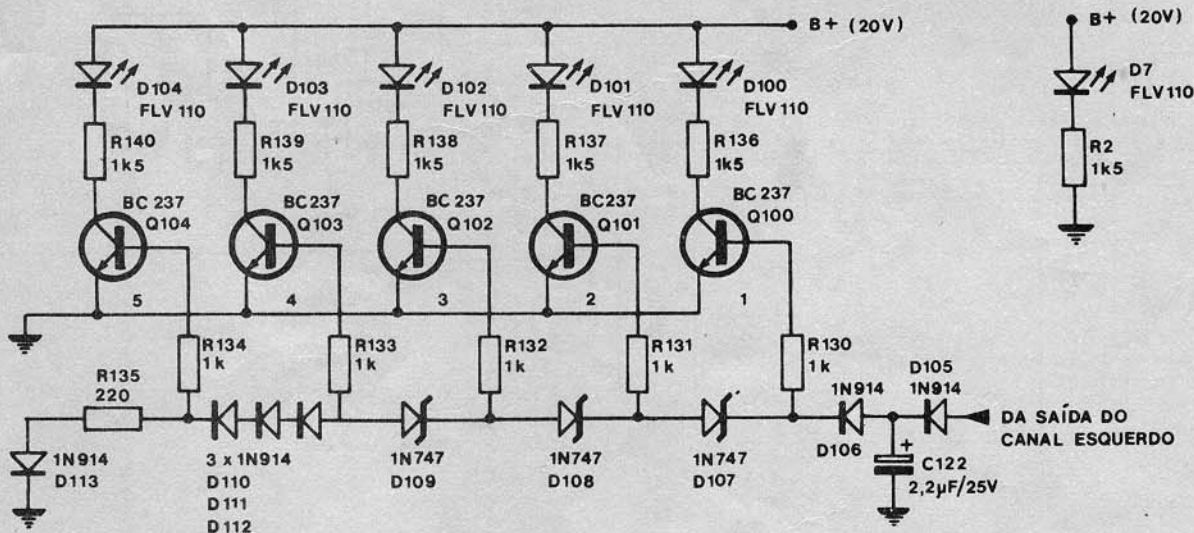 B+ (20V)
B+ (20V)
D104
FLV 110
D103
FLV 110
D102
FLV 110
D101
FLV 110
D100
FLV 110
D7
FLV 110
R140
1k5
R139
1k5
R138
1k5
R137
1k5
R136
1k5
R2
1k5
BC 237
Q104
BC 237
Q103
BC 237
Q102
BC237
Q101
BC 237
Q100
5
4
3
2
1
R134
1k
R133
1k
R132
1k
R131
1k
R130
1k
R135
220
1N914
D113
3 x 1N914
D110
D111
D112
1N747
D109
1N747
D108
1N747
D107
1N914
D106
D105
1N914
+
C122
2,2µF/25V
DA SAÍDA DO
CANAL ESQUERDO